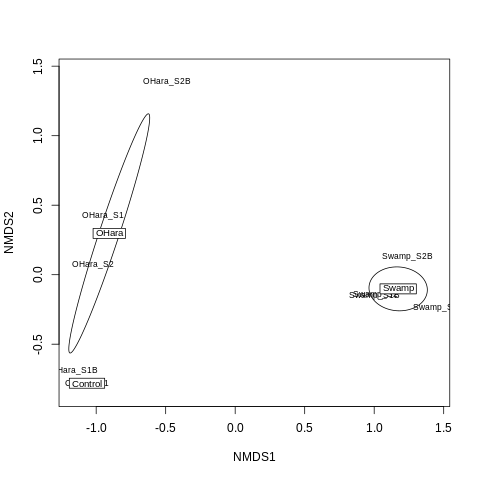 1.5
OHara_S2B
1.0
0.5
OHara_S1
OHara
NMDS2
Swamp_S2B
OHara_S2
0.0
Swamp
-0.5
Hara_S1B
Control
-1.0 -0.5 0.0 0.5 1.0 1.5
NMDS1